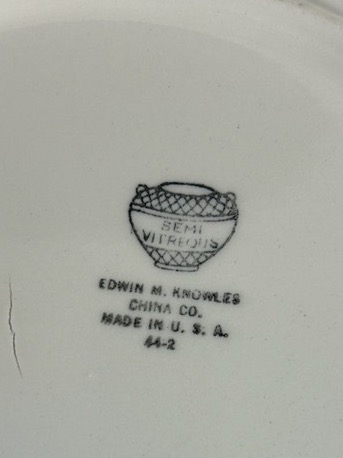 SEMI
VITREOUS
EDWIN M. KNOWLES
CHINA CO.
MADE IN U. S. A.
44-2